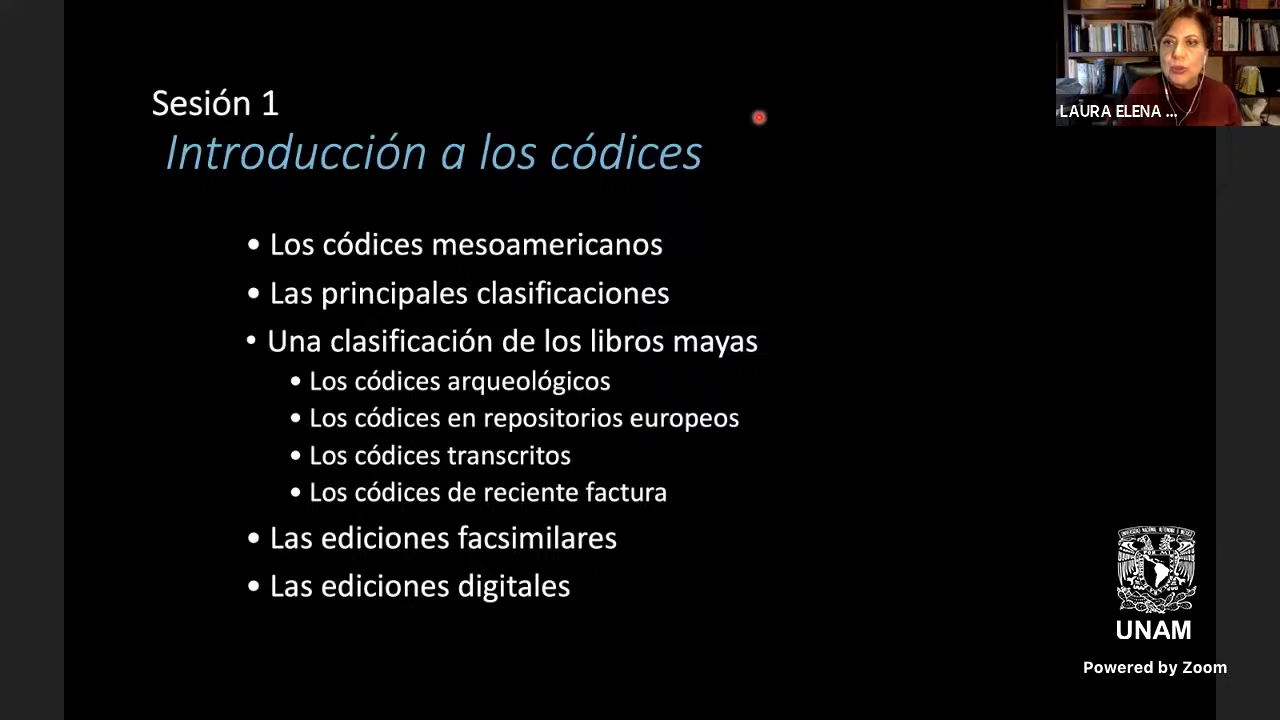 Sesión 1
Introducción a los códices
• Los códices mesoamericanos
• Las principales clasificaciones
• Una clasificación de los libros mayas
• Los códices arqueológicos
• Los códices en repositorios europeos
• Los códices transcritos
• Los códices de reciente factura
• Las ediciones facsimilares
• Las ediciones digitales
LAURA ELENA ...
UNAM
Powered by Zoom